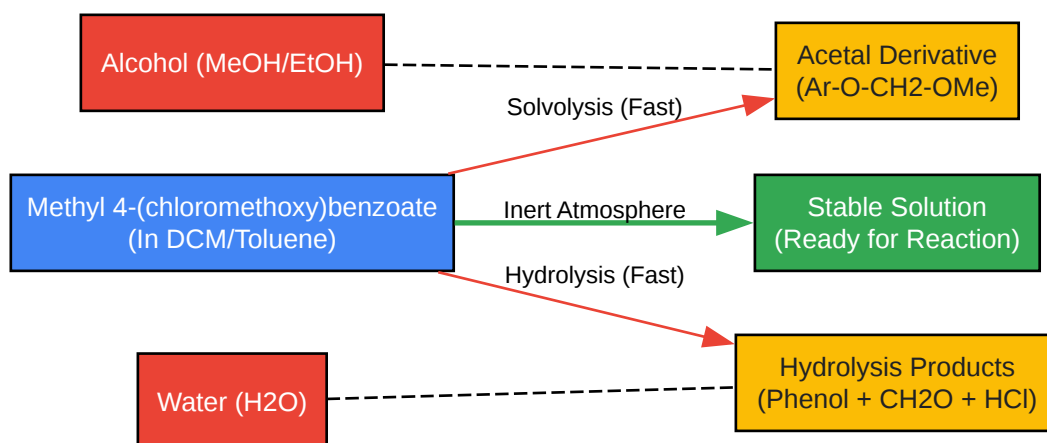 Alcohol (MeOH/EtOH)
Acetal Derivative
(Ar-O-CH2-OMe)
Solvolysis (Fast)
Methyl 4-(chloromethoxy)benzoate
(In DCM/Toluene)
Inert Atmosphere
Stable Solution
(Ready for Reaction)
Hydrolysis (Fast)
Water (H2O)
Hydrolysis Products
(Phenol + CH2O + HCl)